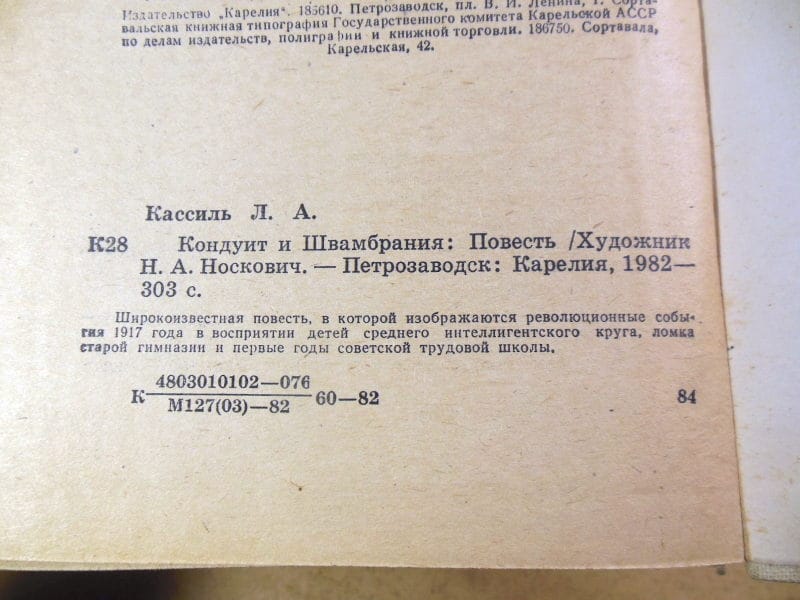 Издательство „Карелия". 185610. Петрозаводск, пл. В. И. Ленина, 1. Сорта-
вальская книжная типография Государственного комитета Карельской АССР
по делам издательств, полиграфии и книжной торговли. 186750. Сортавала,
Карельская, 42.
Кассиль Л. А.
К28 Кондуит и Швамбрания: Повесть /Художник
Н. А. Носкович. — Петрозаводск: Карелия, 1982—
303 с.
Широкоизвестная повесть, в которой изображаются революционные собы-
тия 1917 года в восприятии детей среднего интеллигентского круга, ломка
старой гимназии и первые годы советской трудовой школы.
4803010102—076
К 60—82 84
М127(03)—82